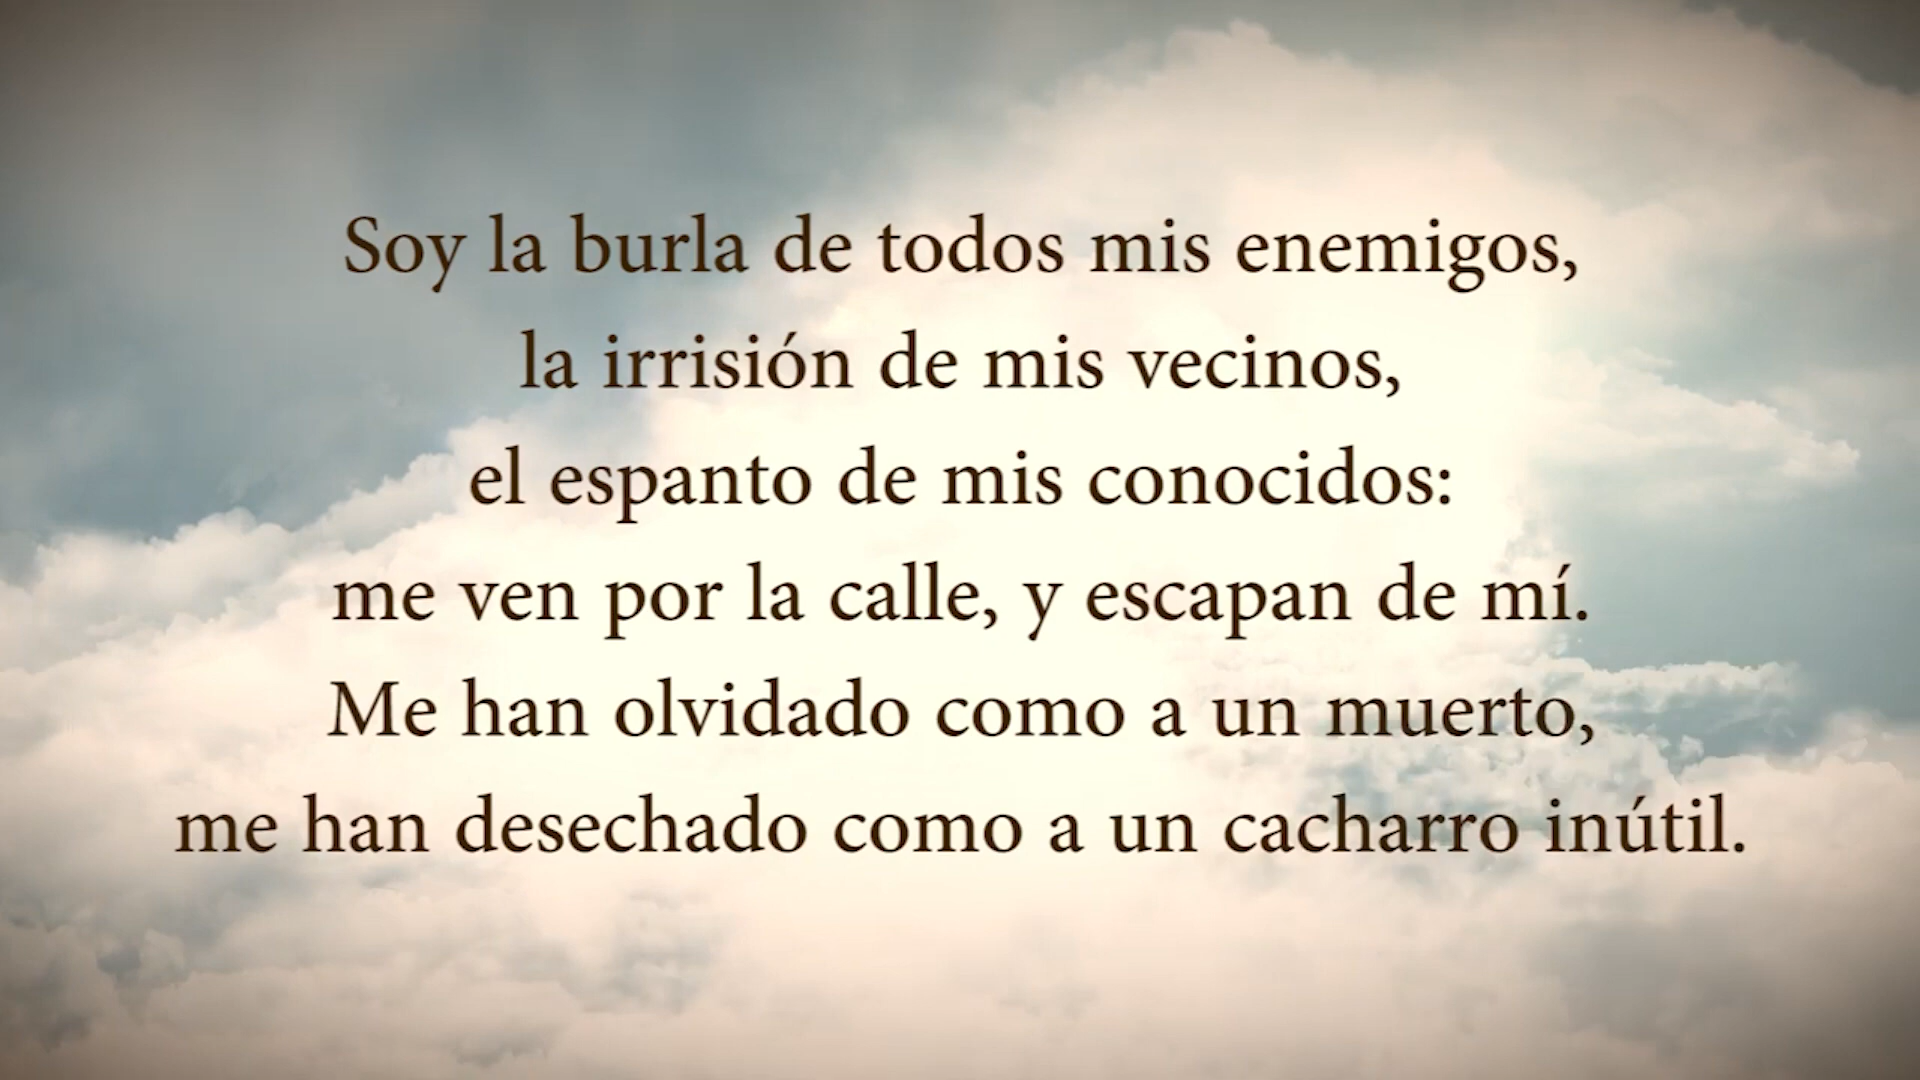 Soy la burla de todos mis enemigos,
la irrisión de mis vecinos,
el espanto de mis conocidos:
me ven por la calle, y escapan de mí.
Me han olvidado como a un muerto,
me han desechado como a un cacharro inútil.